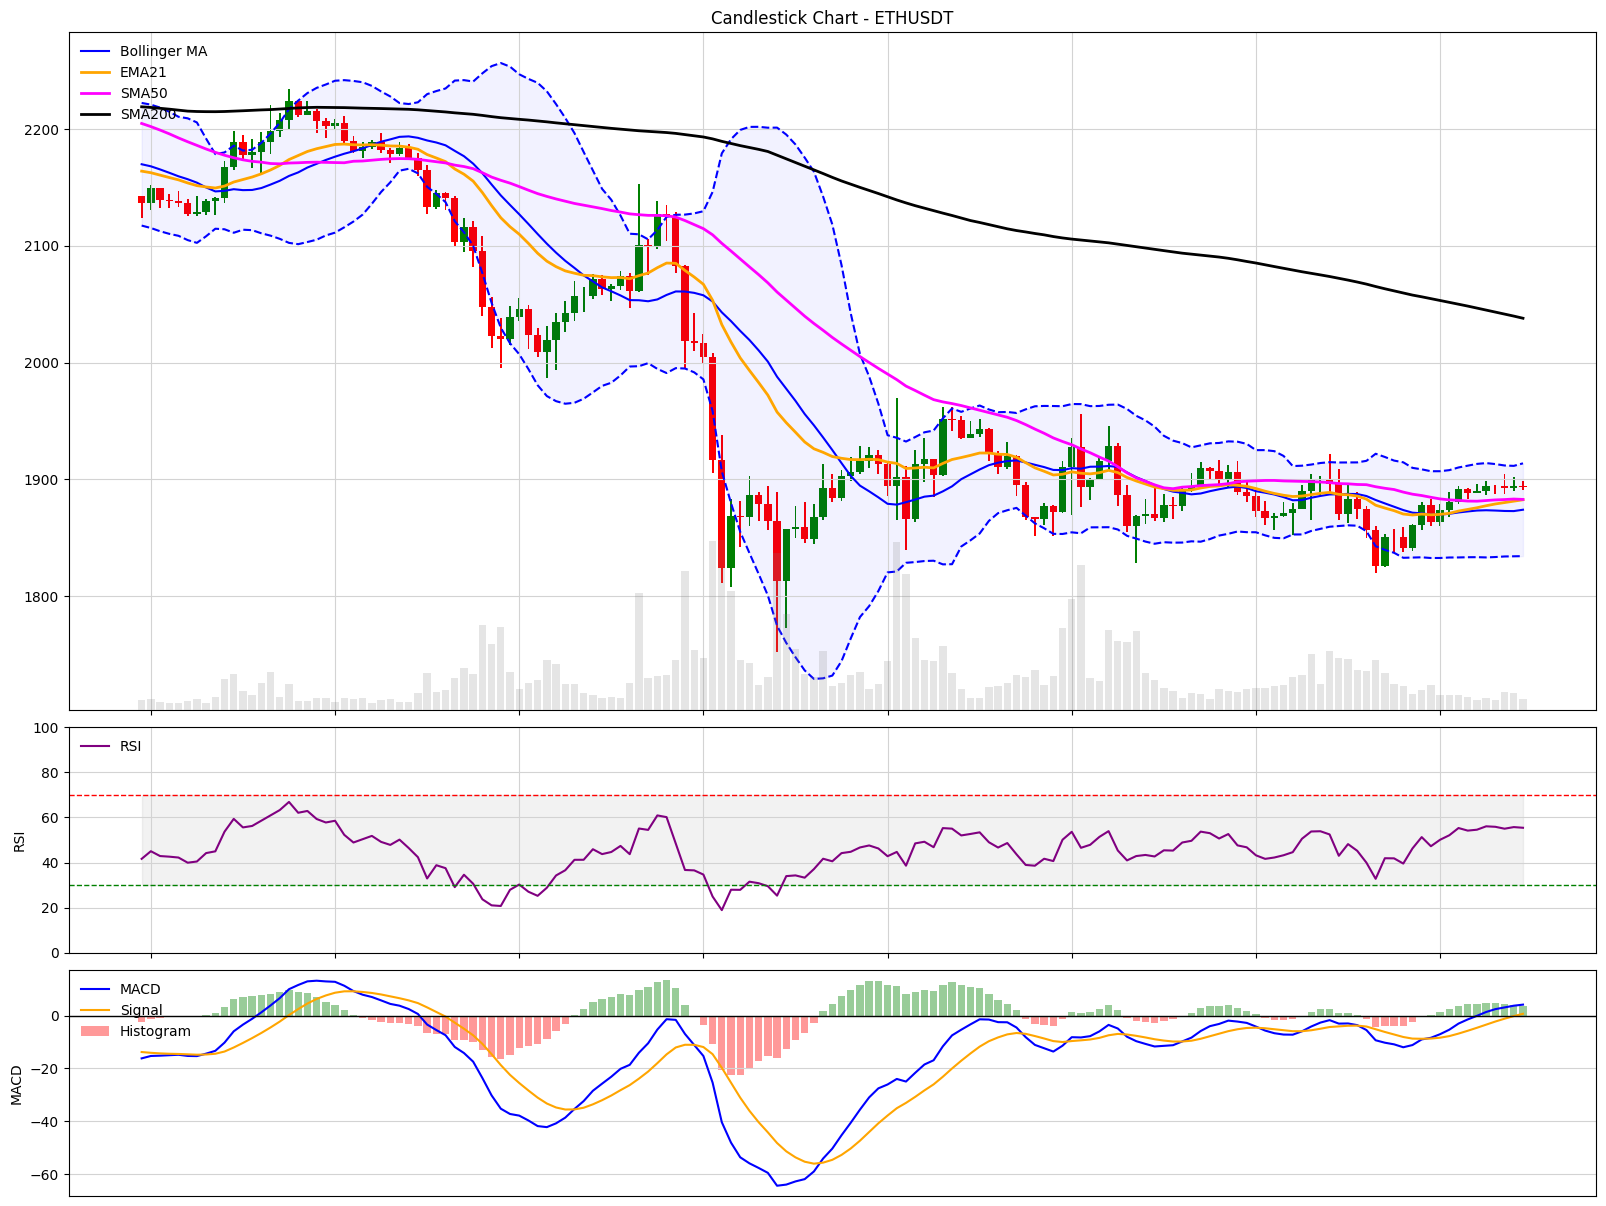 Candlestick Chart - ETHUSDT
Bollinger MA
EMA21
SMA50
SMA200
2200
2100
2000
1900
1800
100
80
60
40
20
0
RSI
RSI
0
−20
−40
−60
MACD
MACD
Signal
Histogram